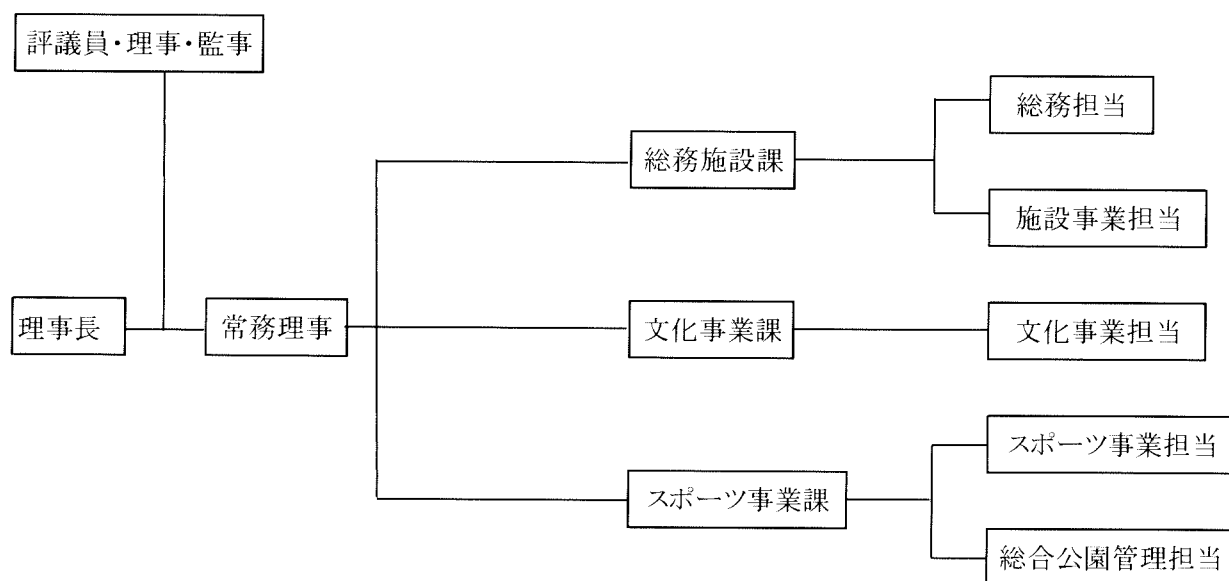 評議員・理事・監事
総務担当
総務施設課
施設事業担当
理事長
常務理事
文化事業課
文化事業担当
スポーツ事業担当
スポーツ事業課
総合公園管理担当